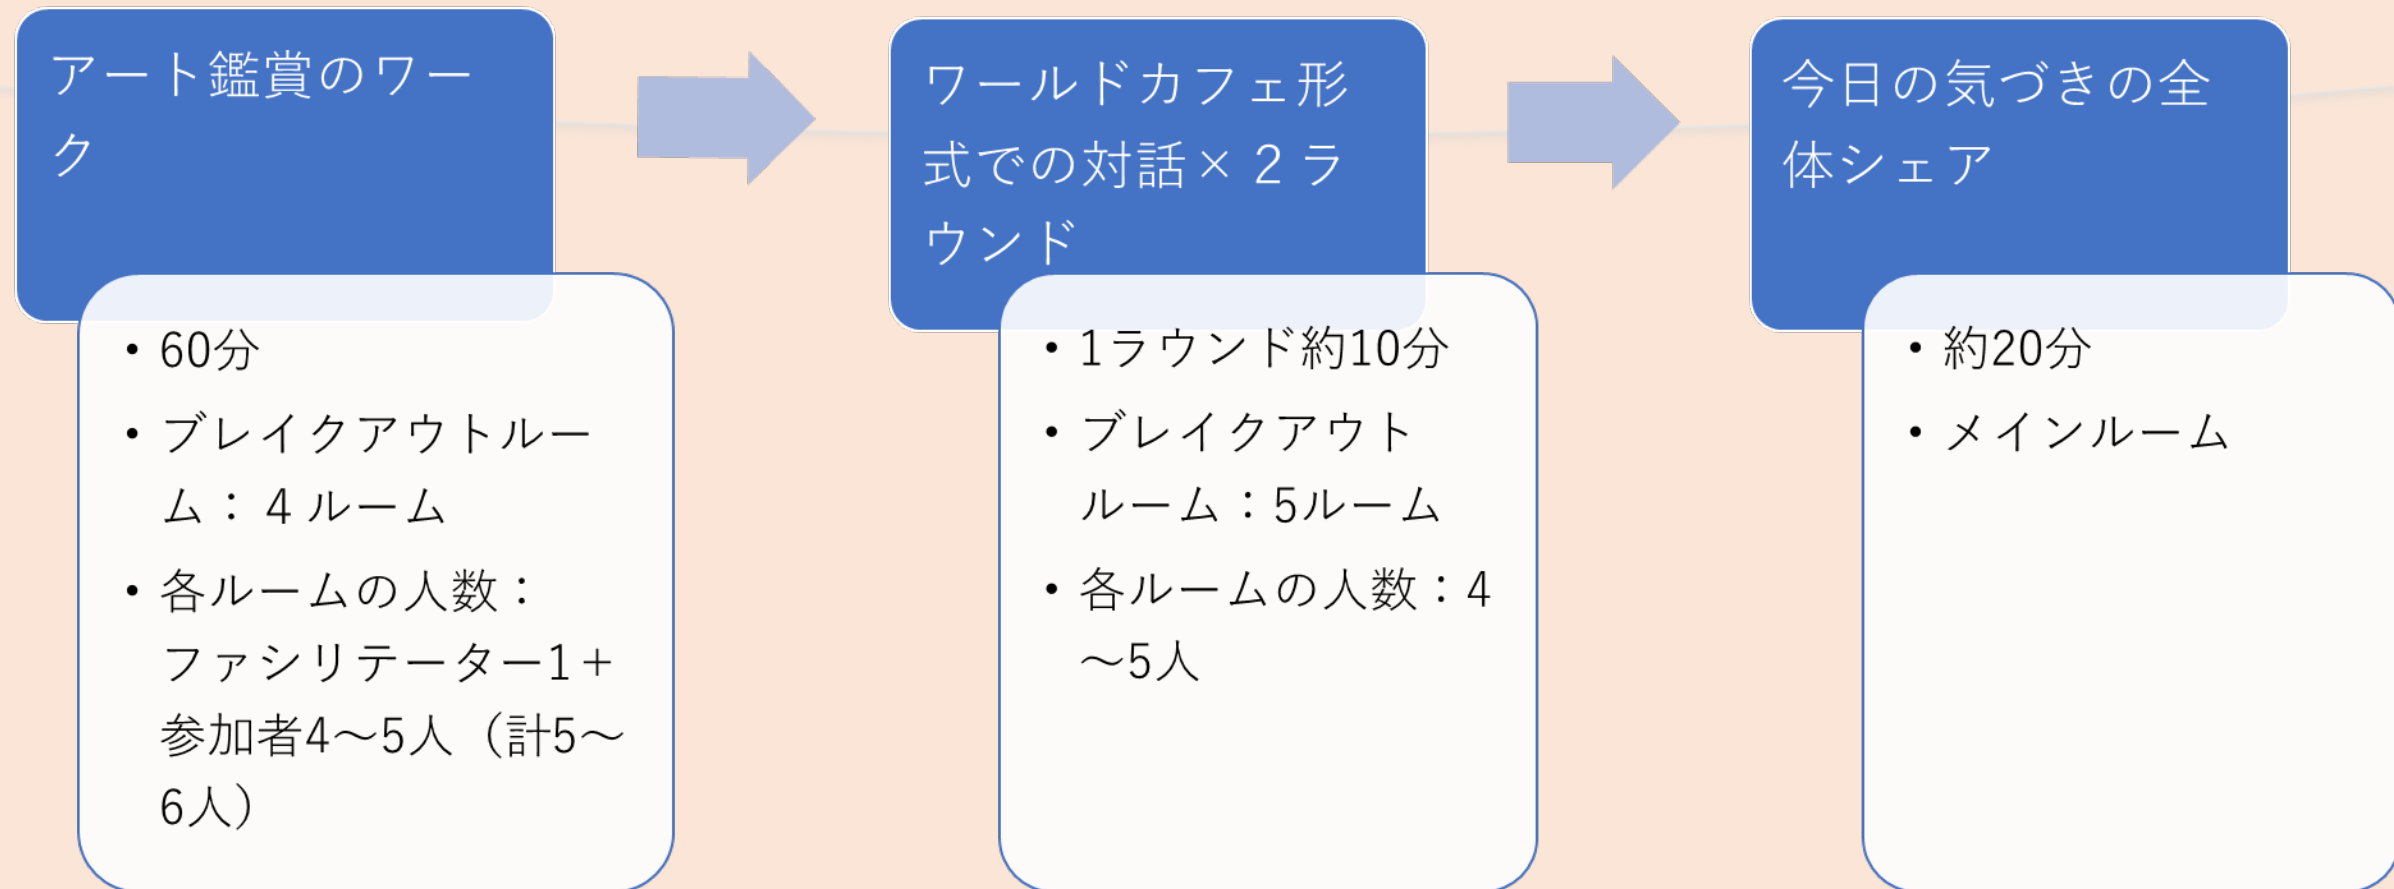 アート鑑賞のワー
ク
• 60分
• ブレイクアウトルー
ム：４ルーム
• 各ルームの人数：
ファシリテーター1＋
参加者4～5人（計5～
6人）
ワールドカフェ形
式での対話×２ラ
ウンド
• 1ラウンド約10分
• ブレイクアウト
ルーム：5ルーム
• 各ルームの人数：4
～5人
今日の気づきの全
体シェア
• 約20分
• メインルーム